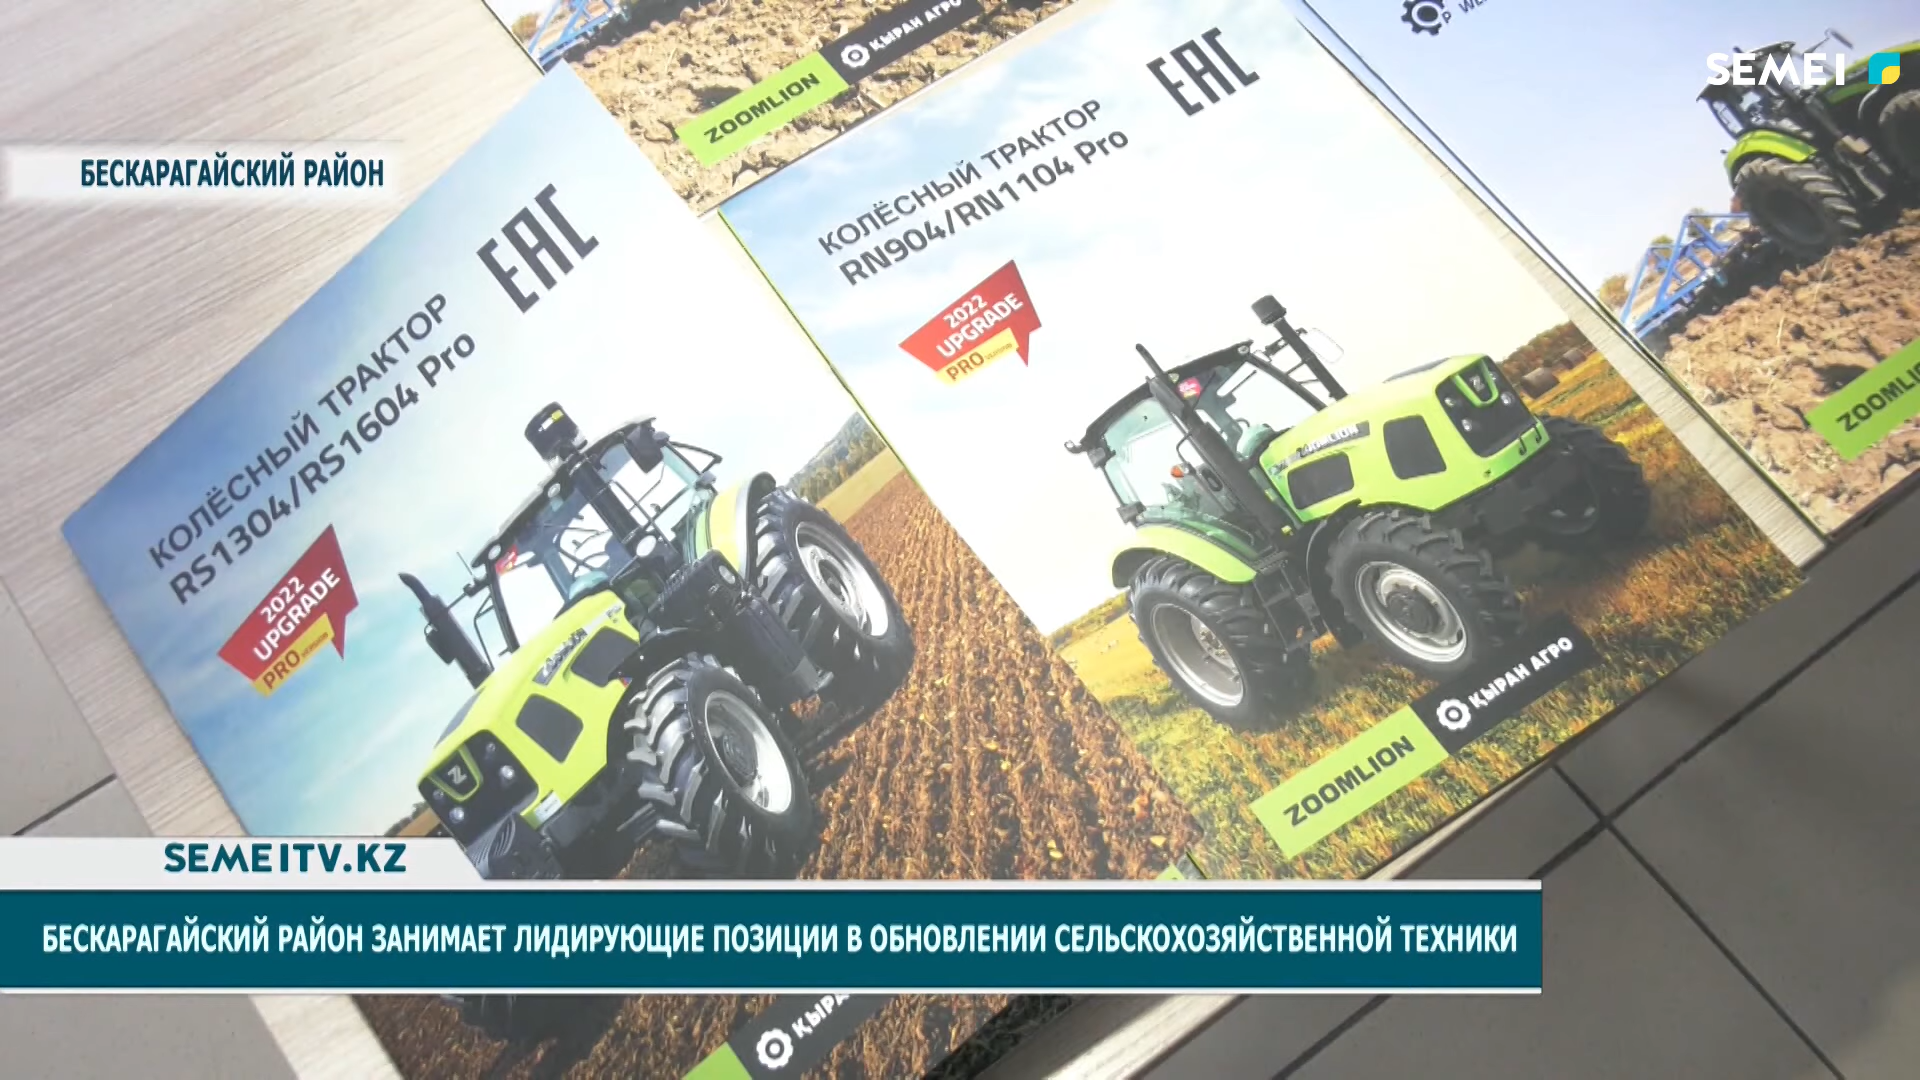 SEMEI
БЕСКАРАГАЙСКИЙ РАЙОН
ZOOMLION
ҚЫРАН АГРО
EAC
КОЛЁСНЫЙ ТРАКТОР
RS1304/RS1604 Pro
2022
UPGRADE
PRO
ZOOMLION
EAC
КОЛЁСНЫЙ ТРАКТОР
RN904/RN1104 Pro
2022
UPGRADE
PRO
ZOOMLION
ZOOMLION
ҚЫРАН АГРО
SEMEITV.KZ
БЕСКАРАГАЙСКИЙ РАЙОН ЗАНИМАЕТ ЛИДИРУЮЩИЕ ПОЗИЦИИ В ОБНОВЛЕНИИ СЕЛЬСКОХОЗЯЙСТВЕННОЙ ТЕХНИКИ